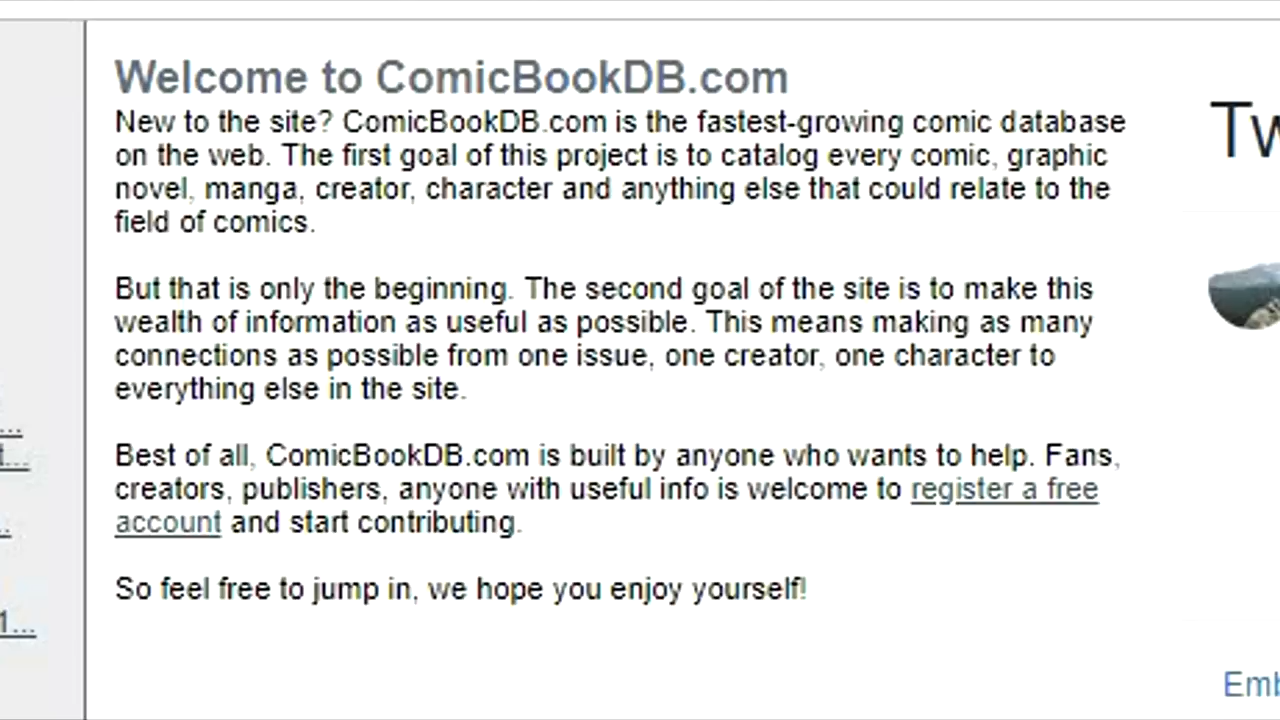 Welcome to ComicBookDB.com
New to the site? ComicBookDB.com is the fastest-growing comic database
on the web. The first goal of this project is to catalog every comic, graphic
novel, manga, creator, character and anything else that could relate to the
field of comics.
But that is only the beginning. The second goal of the site is to make this
wealth of information as useful as possible. This means making as many
connections as possible from one issue, one creator, one character to
everything else in the site.
Best of all, ComicBookDB.com is built by anyone who wants to help. Fans,
creators, publishers, anyone with useful info is welcome to register a free
account and start contributing.
So feel free to jump in, we hope you enjoy yourself!